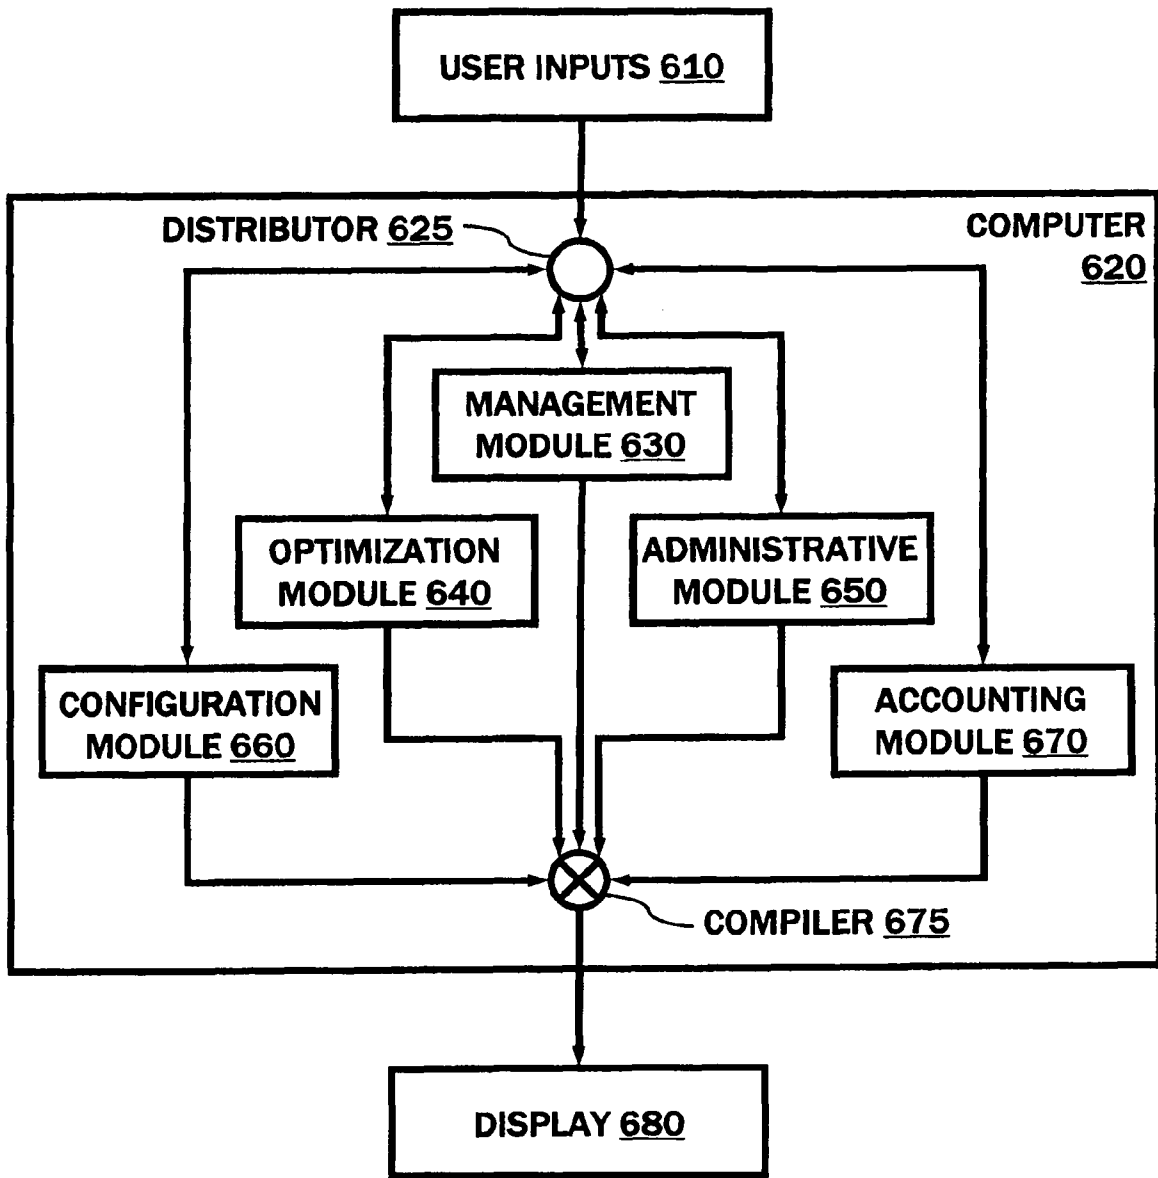 USER INPUTS 610
DISTRIBUTOR 625
COMPUTER
620
MANAGEMENT
MODULE 630
OPTIMIZATION
MODULE 640
ADMINISTRATIVE
MODULE 650
CONFIGURATION
MODULE 660
ACCOUNTING
MODULE 670
COMPILER 675
DISPLAY 680